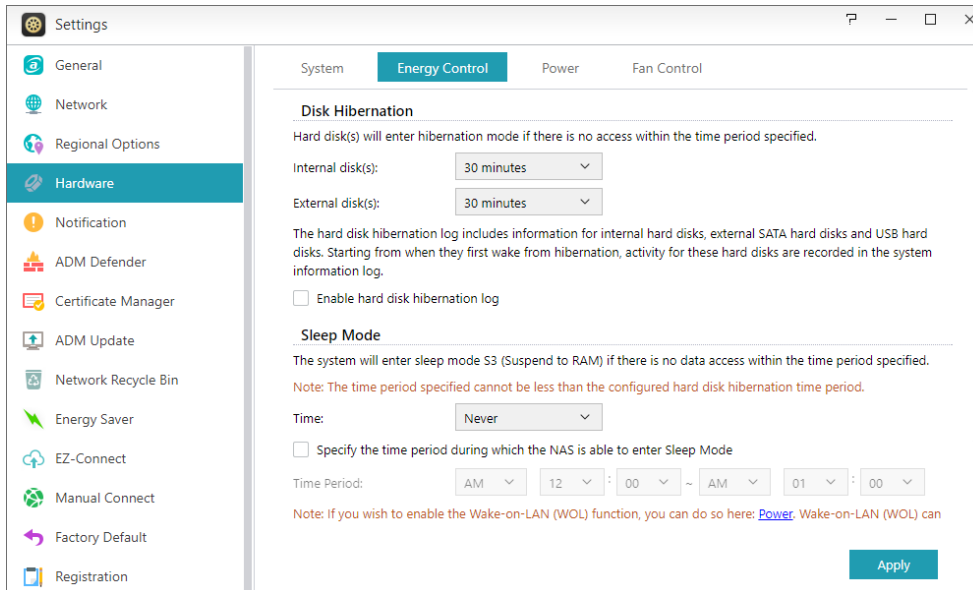 Settings
General
Network
Regional Options
Hardware
Notification
ADM Defender
Certificate Manager
ADM Update
Network Recycle Bin
Energy Saver
EZ-Connect
Manual Connect
Factory Default
Registration
System Energy Control Power Fan Control
Disk Hibernation
Hard disk(s) will enter hibernation mode if there is no access within the time period specified.
Internal disk(s): 30 minutes
External disk(s): 30 minutes
The hard disk hibernation log includes information for internal hard disks, external SATA hard disks and USB hard
disks. Starting from when they first wake from hibernation, activity for these hard disks are recorded in the system
information log.
Enable hard disk hibernation log
Sleep Mode
The system will enter sleep mode S3 (Suspend to RAM) if there is no data access within the time period specified.
Note: The time period specified cannot be less than the configured hard disk hibernation time period.
Time: Never
Specify the time period during which the NAS is able to enter Sleep Mode
Time Period: AM 12 : 00 ~ AM 01 : 00
Note: If you wish to enable the Wake-on-LAN (WOL) function, you can do so here: Power. Wake-on-LAN (WOL) can
Apply